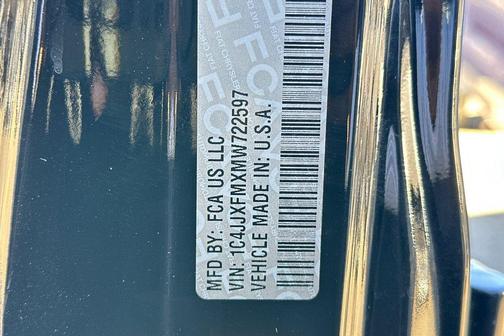 MFD BY: FCA US LLC
VIN: 1C4JJXFMXMW722597
VEHICLE MADE IN: U.S.A.